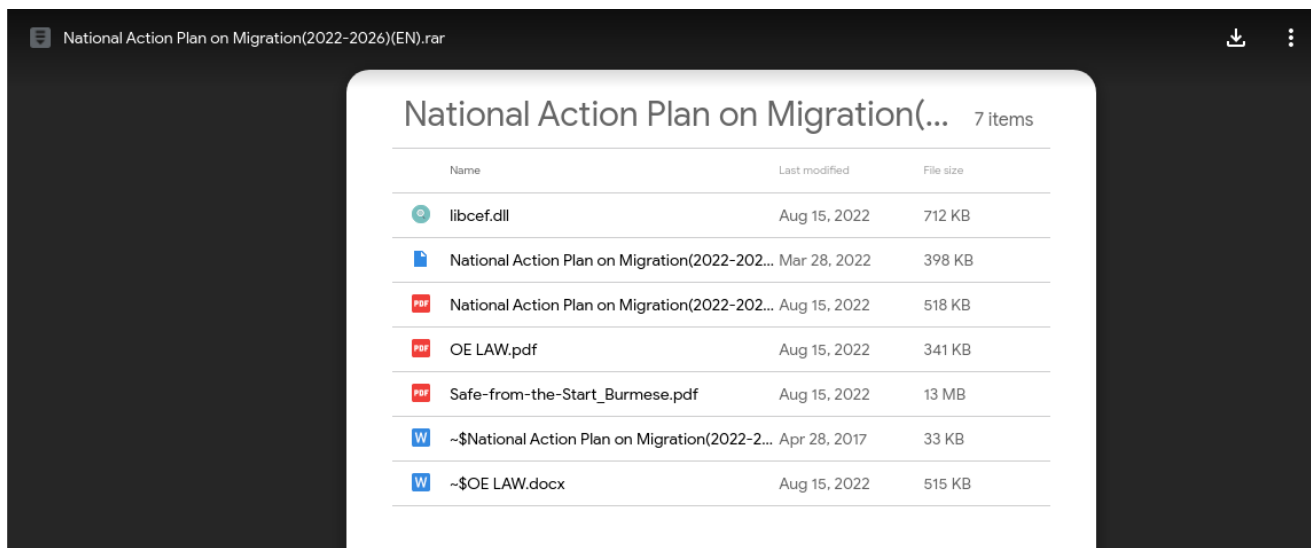 National Action Plan on Migration(2022-2026)(EN).rar
National Action Plan on Migration(... 7 items
Name Last modified File size
libcef.dll Aug 15, 2022 712 KB
National Action Plan on Migration(2022-202... Mar 28, 2022 398 KB
PDF National Action Plan on Migration(2022-202... Aug 15, 2022 518 KB
PDF OE LAW.pdf Aug 15, 2022 341 KB
PDF Safe-from-the-Start_Burmese.pdf Aug 15, 2022 13 MB
W ~$National Action Plan on Migration(2022-2... Apr 28, 2017 33 KB
W ~$OE LAW.docx Aug 15, 2022 515 KB